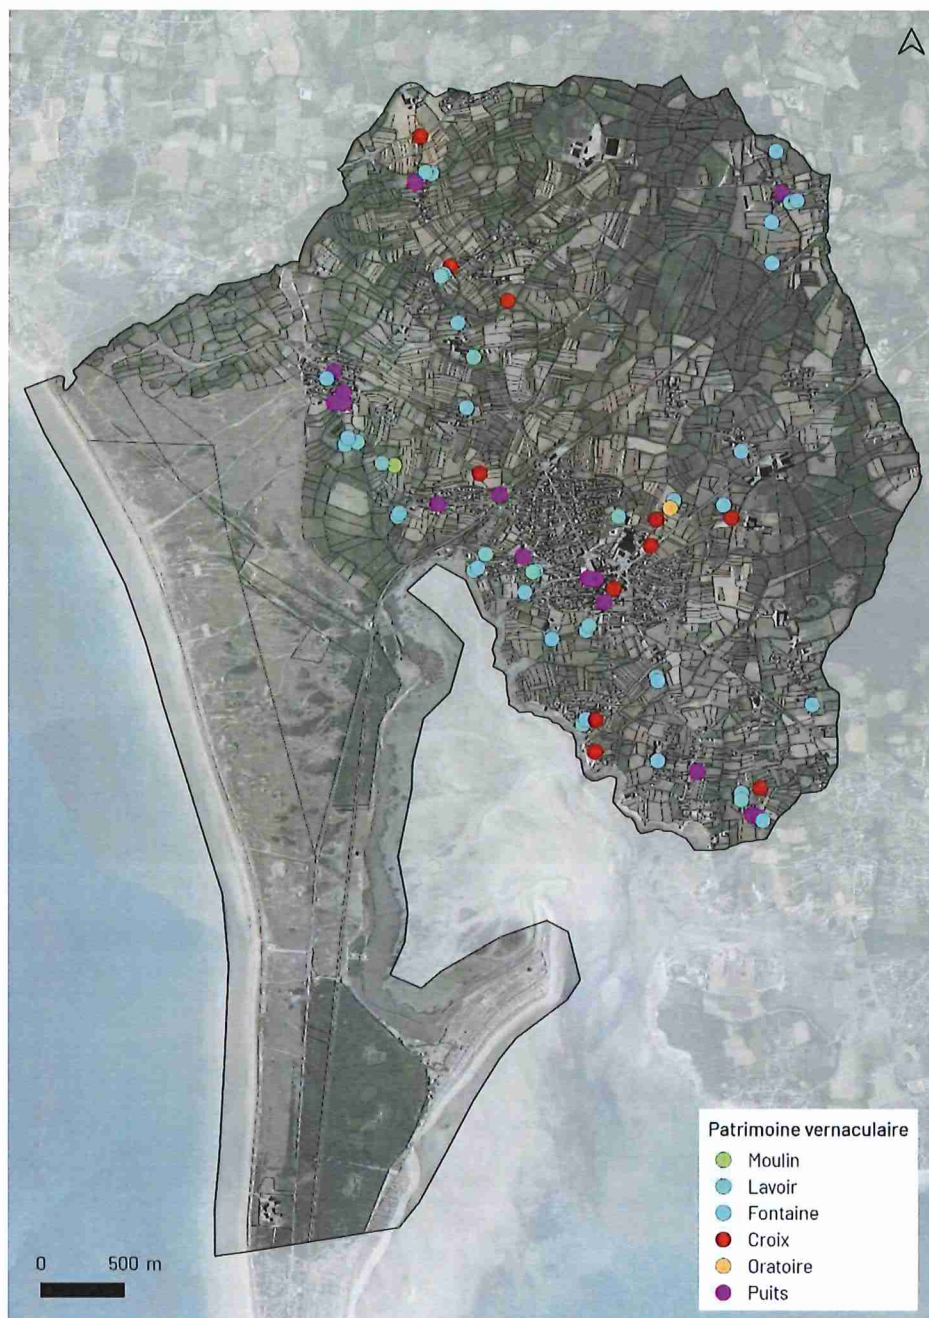 Patrimoine vernaculaire
Moulin
Lavoir
Fontaine
Croix
Oratoire
Puits
0 500 m